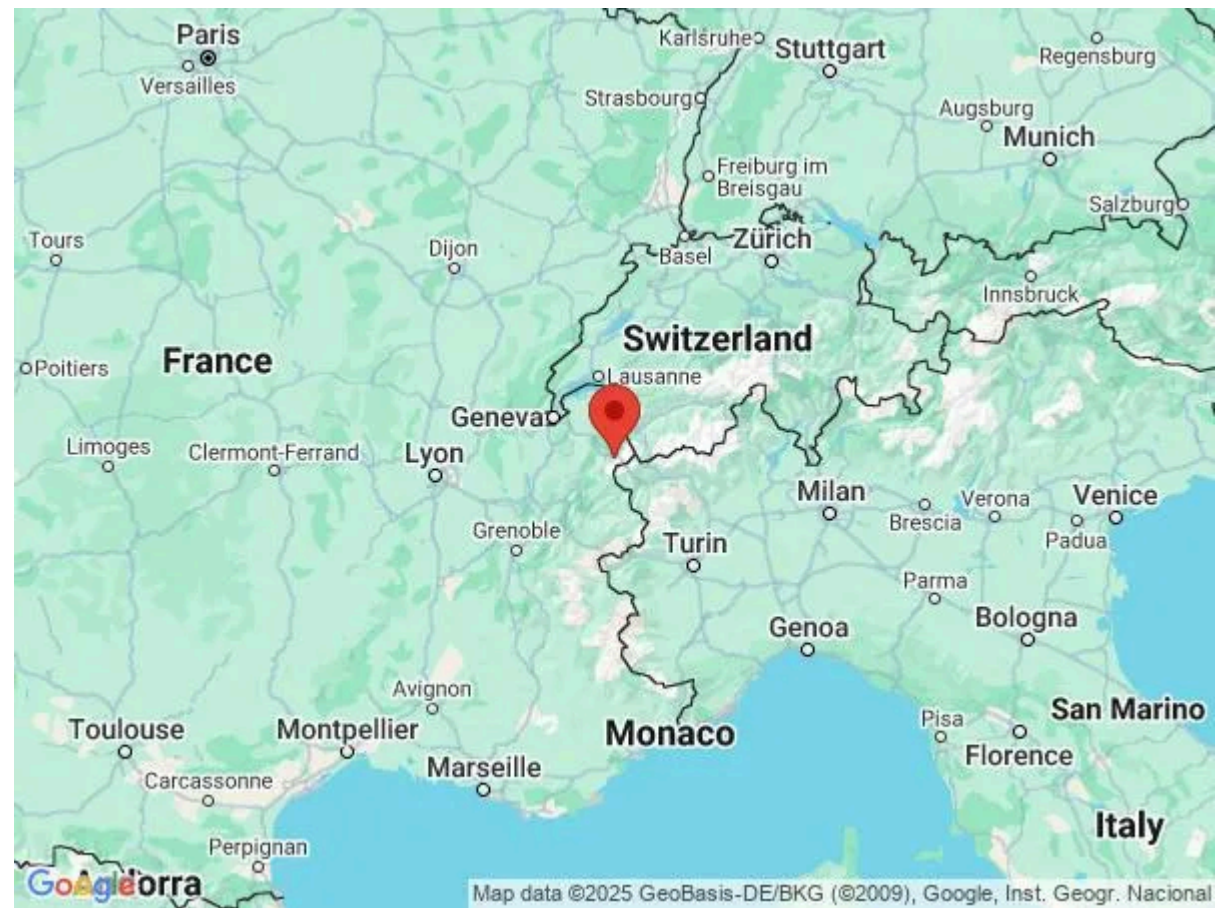 Paris
Versailles
Karlsruhe
Stuttgart
Regensburg
Strasbourg
Augsburg
Munich
Freiburg im
Breisgau
Salzburg
Tours
Dijon
Basel
Zürich
Innsbruck
Switzerland
France
Poitiers
Lausanne
Geneva
Limoges
Clermont-Ferrand
Lyon
Milan
Brescia
Verona
Venice
Padua
Grenoble
Turin
Parma
Genoa
Bologna
Avignon
Toulouse
Montpellier
Monaco
Pisa
San Marino
Florence
Marseille
Carcassonne
Italy
Perpignan
Google
Map data ©2025 GeoBasis-DE/BKG (©2009), Google, Inst. Geogr. Nacional